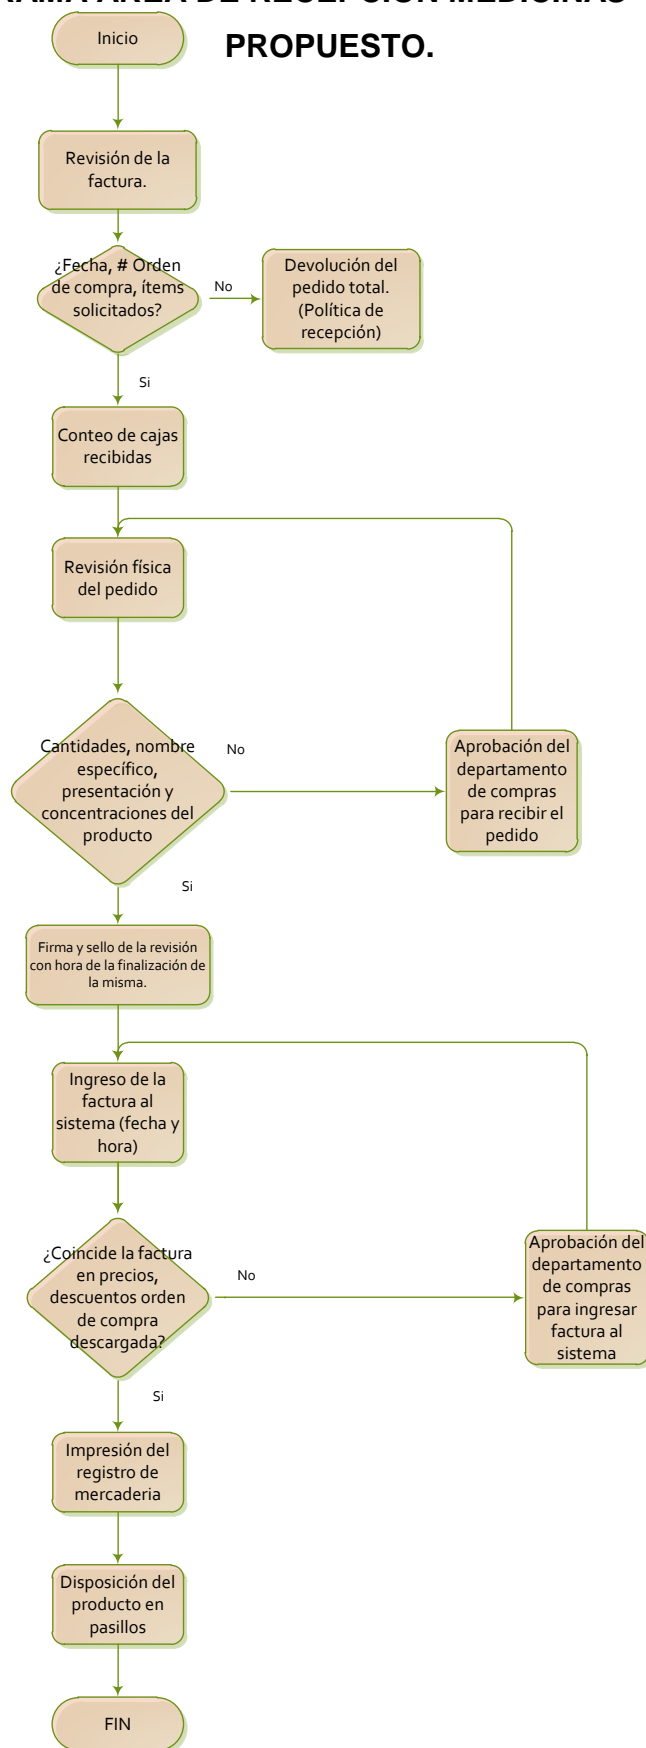 ÁREA DE RECEPCIÓN MEDICINAS
PROPUESTO.
Inicio
Revisión de la
factura.
¿Fecha, # Orden
de compra, ítems
solicitados?
No
Devolución del
pedido total.
(Política de
recepción)
Si
Conteo de cajas
recibidas
Revisión física
del pedido
Cantidades, nombre
específico,
presentación y
concentraciones del
producto
No
Aprobación del
departamento
de compras
para recibir el
pedido
Si
Firma y sello de la revisión
con hora de la finalización de
la misma.
Ingreso de la
factura al
sistema (fecha y
hora)
¿Coincide la factura
en precios,
descuentos orden
de compra
descargada?
No
Aprobación del
departamento
de compras
para ingresar
factura al
sistema
Si
Impresión del
registro de
mercaderia
Disposición del
producto en
pasillos
FIN